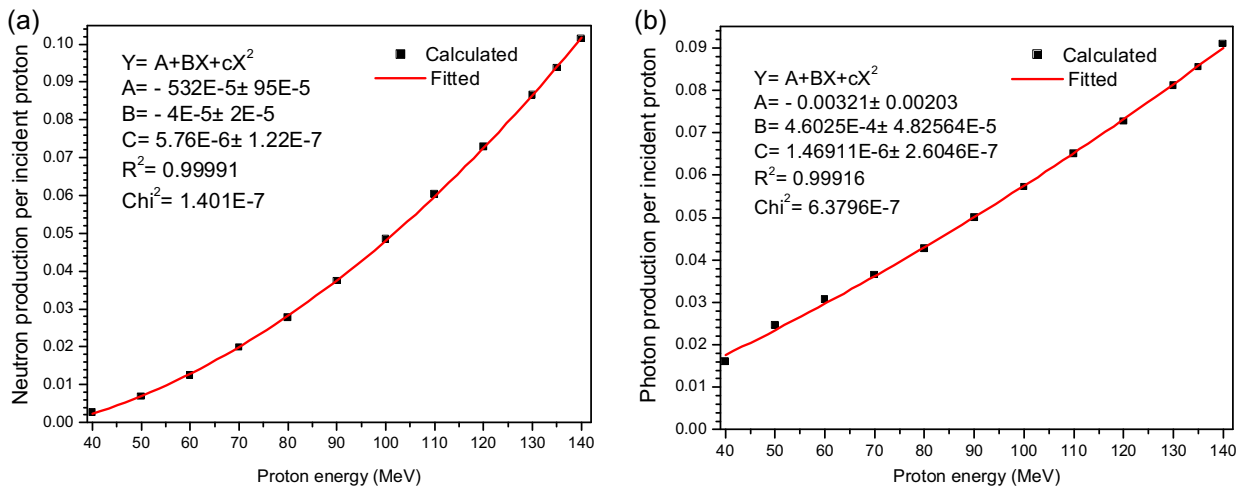 (a)
Neutron production per incident proton
0.10
0.09
0.08
0.07
0.06
0.05
0.04
0.03
0.02
0.01
0.00
Y= A+BX+cX²
A= - 532E-5± 95E-5
B= - 4E-5± 2E-5
C= 5.76E-6± 1.22E-7
R²= 0.99991
Chi²= 1.401E-7
Calculated
Fitted
40 50 60 70 80 90 100 110 120 130 140
Proton energy (MeV)
(b)
Photon production per incident proton
0.09
0.08
0.07
0.06
0.05
0.04
0.03
0.02
0.01
0.00
Y= A+BX+cX²
A= - 0.00321± 0.00203
B= 4.6025E-4± 4.82564E-5
C= 1.46911E-6± 2.6046E-7
R²= 0.99916
Chi²= 6.3796E-7
Calculated
Fitted
40 50 60 70 80 90 100 110 120 130 140
Proton energy (MeV)